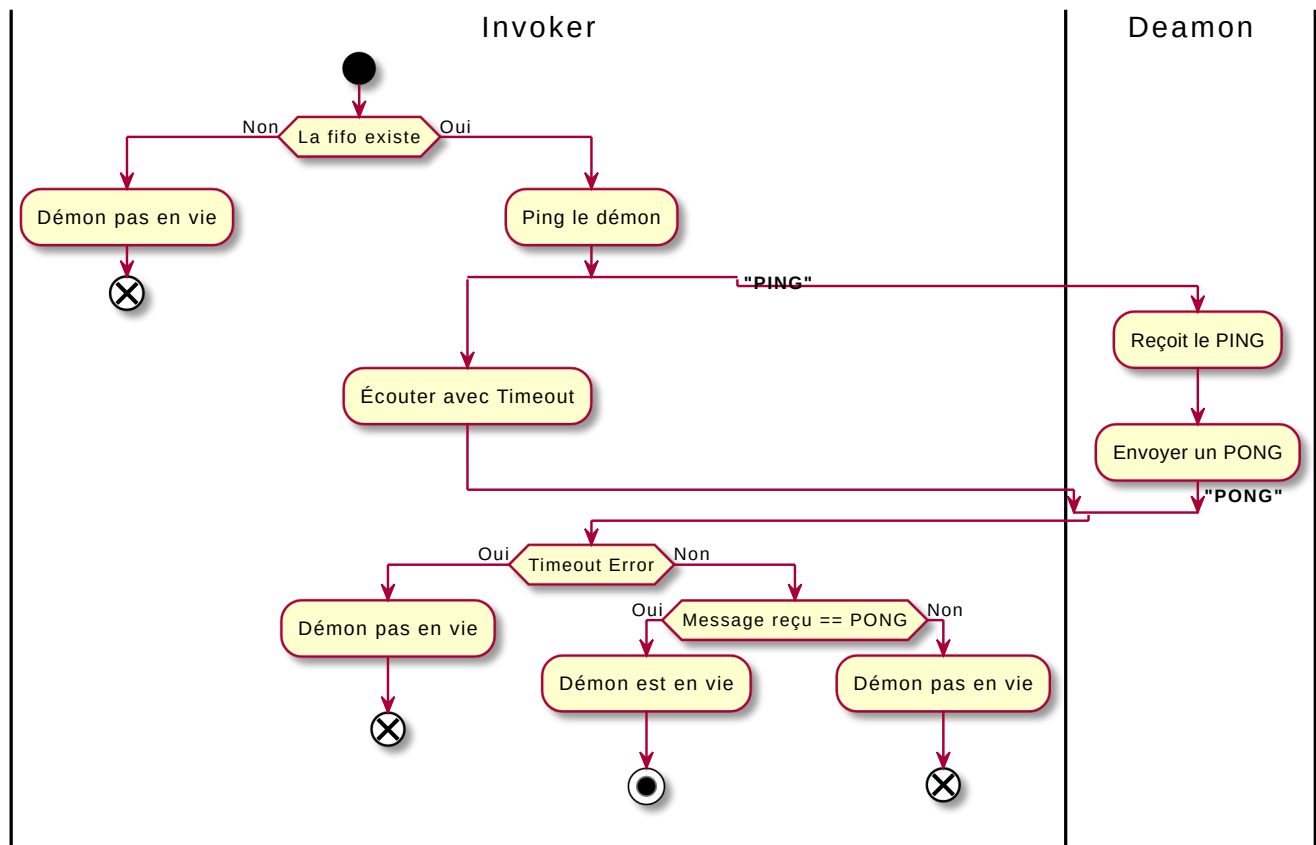 Invoker
Deamon
Non
La fifo existe
Oui
Démon pas en vie
Ping le démon
"PING"
Reçoit le PING
Écouter avec Timeout
Envoyer un PONG
"PONG"
Oui
Timeout Error
Non
Démon pas en vie
Oui
Message reçu == PONG
Non
Démon est en vie
Démon pas en vie